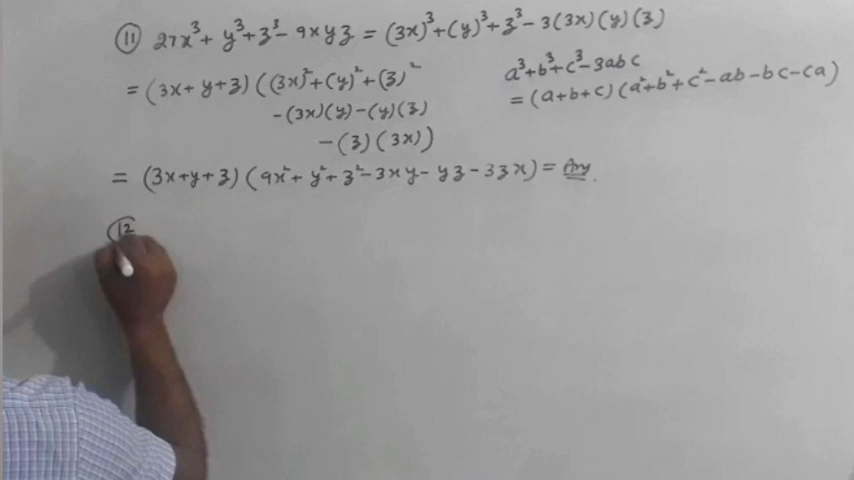 (11) 27x³ + y³ + z³ - 9xyz = (3x)³ + (y)³ + z³ - 3(3x)(y)(z)
= (3x + y + z) ((3x)² + (y)² + (z)²
- (3x)(y) - (y)(z)
- (z)(3x))
a³ + b³ + c³ - 3abc
= (a + b + c) (a² + b² + c² - ab - bc - ca)
= (3x + y + z) (9x² + y² + z² - 3xy - yz - 3zx) = Ans.
(12